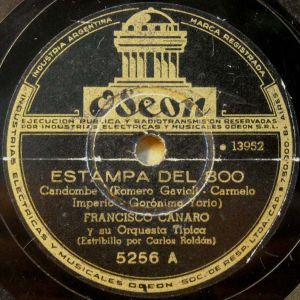 INDUSTRIA ARGENTINA
MARCA REGISTRADA
Odeon
EJECUCION PUBLICA Y RADIOTRANSMISION RESERVADAS
POR INDUSTRIAS ELECTRICAS Y MUSICALES ODEON S.R.L.
• 13952
ESTAMPA DEL 800
Candombe (Romero Gavioli - Carmelo
Imperio - Gerónimo Yorio)
FRANCISCO CANARO
y su Orquesta Típica
(Estribillo por Carlos Roldán)
5256 A
INDUSTRIAS ELECTRICAS Y MUSICALES ODEON SOC. DE RESP. LTDA. CAP. $ B. AIRES